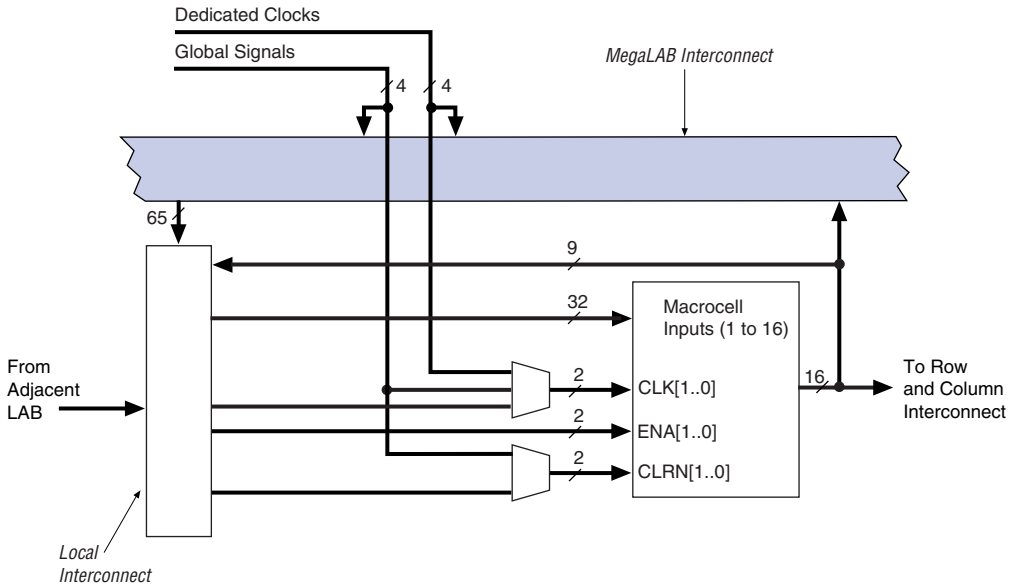 Dedicated Clocks
Global Signals
MegaLAB Interconnect
4
4
65
9
32
Macrocell
Inputs (1 to 16)
From
Adjacent
LAB
2
CLK[1..0]
16
To Row
and Column
Interconnect
2
ENA[1..0]
2
CLRN[1..0]
Local
Interconnect